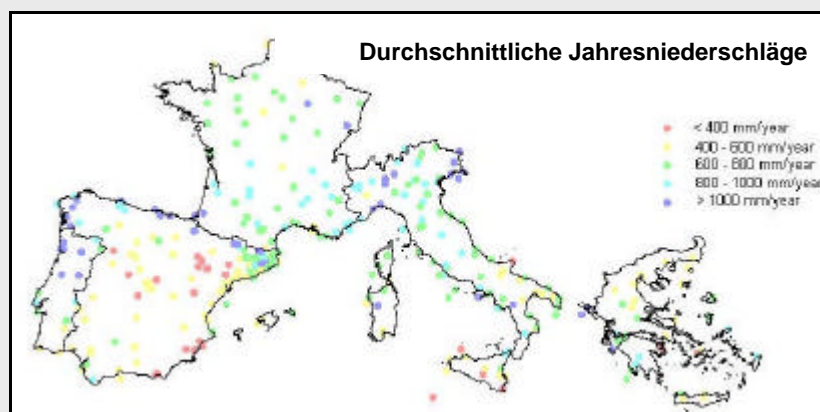 Durchschnittliche Jahresniederschläge
< 400 mm/year
400 - 600 mm/year
600 - 800 mm/year
800 - 1000 mm/year
> 1000 mm/year